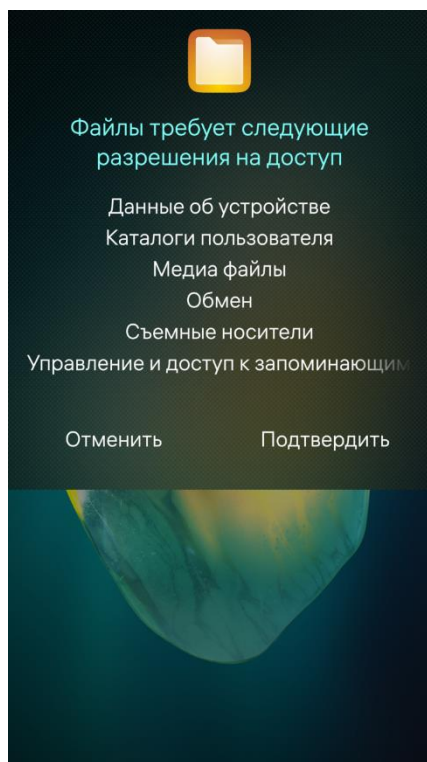 Файлы требует следующие
разрешения на доступ
Данные об устройстве
Каталоги пользователя
Медиа файлы
Обмен
Съемные носители
Управление и доступ к запоминающим
Отменить
Подтвердить